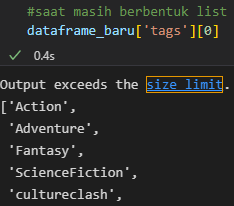 #saat masih berbentuk list
dataframe_baru['tags'][0]
0.4s
Output exceeds the size limit.
['Action',
'Adventure',
'Fantasy',
'ScienceFiction',
'cultureclash',